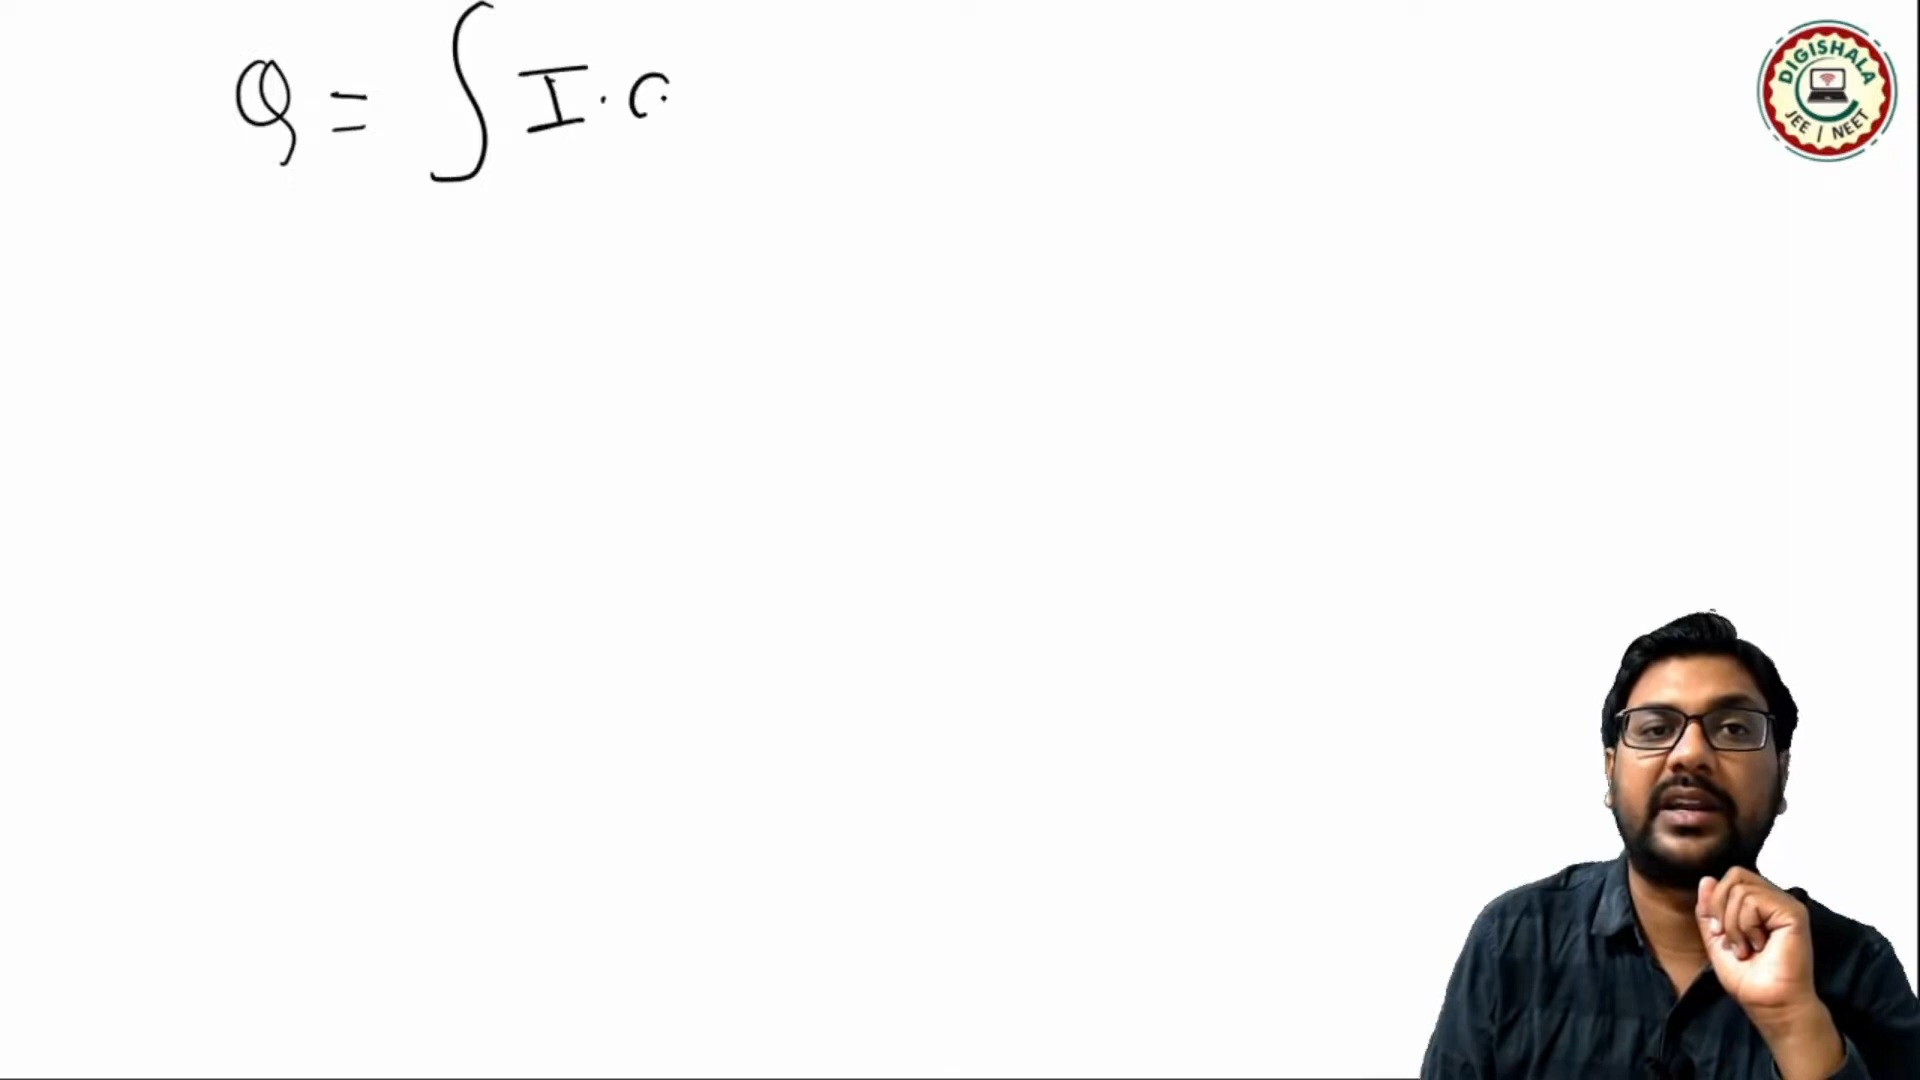 Q = ∫ I ·
DIGISHALA
JEE | NEET